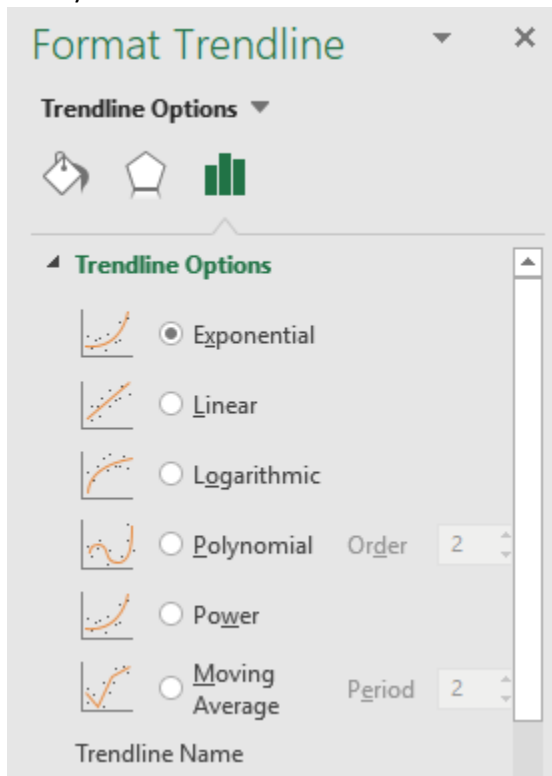 Format Trendline
Trendline Options
Trendline Options
Exponential
Linear
Logarithmic
Polynomial Order 2
Power
Moving
Average Period 2
Trendline Name